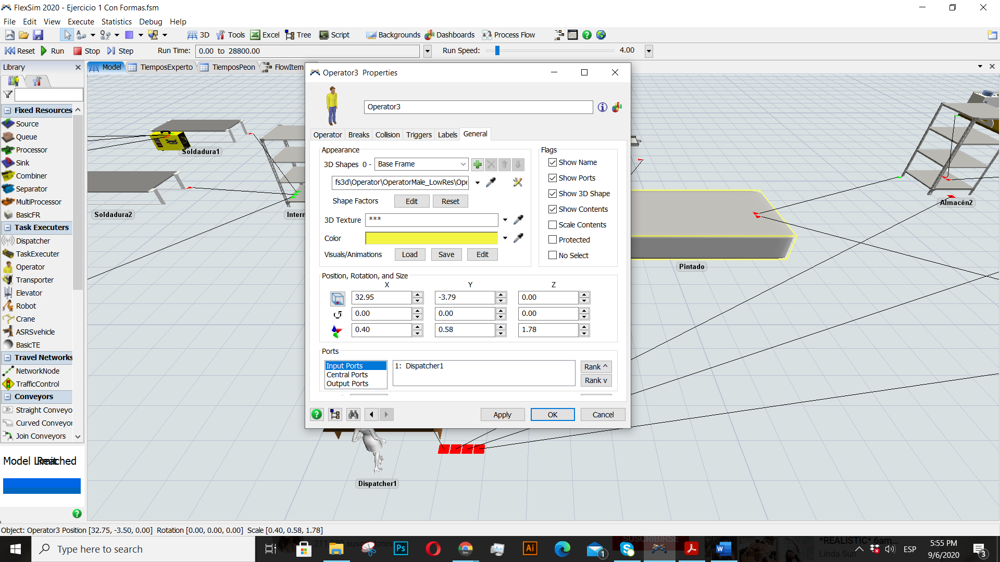 FlexSim 2020 - Ejercicio 1 Con Formas.fsm
File Edit View Execute Statistics Debug Help
3D Tools Excel Tree Script Backgrounds Dashboards Process Flow
Reset Run Stop Step Run Time: 0.00 to 28800.00 Run Speed: 4.00
Library
Model TiemposExperto TiemposPeon FlowItem
Fixed Resources
Source
Queue
Processor
Sink
Combiner
Separator
MultiProcessor
BasicFR
Task Executers
Dispatcher
TaskExecuter
Operator
Transporter
Elevator
Robot
Crane
ASRSvehicle
BasicTE
Travel Networks
NetworkNode
TrafficControl
Conveyors
Straight Conveyo
Curved Conveyor
Join Conveyors
Model Limit Reached
Soldadura1
Soldadura2
Intern
Almacén2
Pintado
Dispatcher1
Operator3 Properties
Operator3
Operator Breaks Collision Triggers Labels General
Appearance
3D Shapes 0 - Base Frame
fs3d\Operator\OperatorMale_LowRes\Ope
Shape Factors Edit Reset
3D Texture ***
Color
Visuals/Animations Load Save Edit
Flags
Show Name
Show Ports
Show 3D Shape
Show Contents
Scale Contents
Protected
No Select
Position, Rotation, and Size
X Y Z
32.95 -3.79 0.00
0.00 0.00 0.00
0.40 0.58 1.78
Ports
Input Ports
Central Ports
Output Ports
1: Dispatcher1
Rank ^
Rank v
Apply OK Cancel
Object: Operator3 Position [32.75, -3.50, 0.00] Rotation [0.00, 0.00, 0.00] Scale [0.40, 0.58, 1.78]
Type here to search
SUSCRIBIRSE
*REALISTIC* 6am...
Linda Sun
ESP
5:55 PM
9/6/2020
1
3